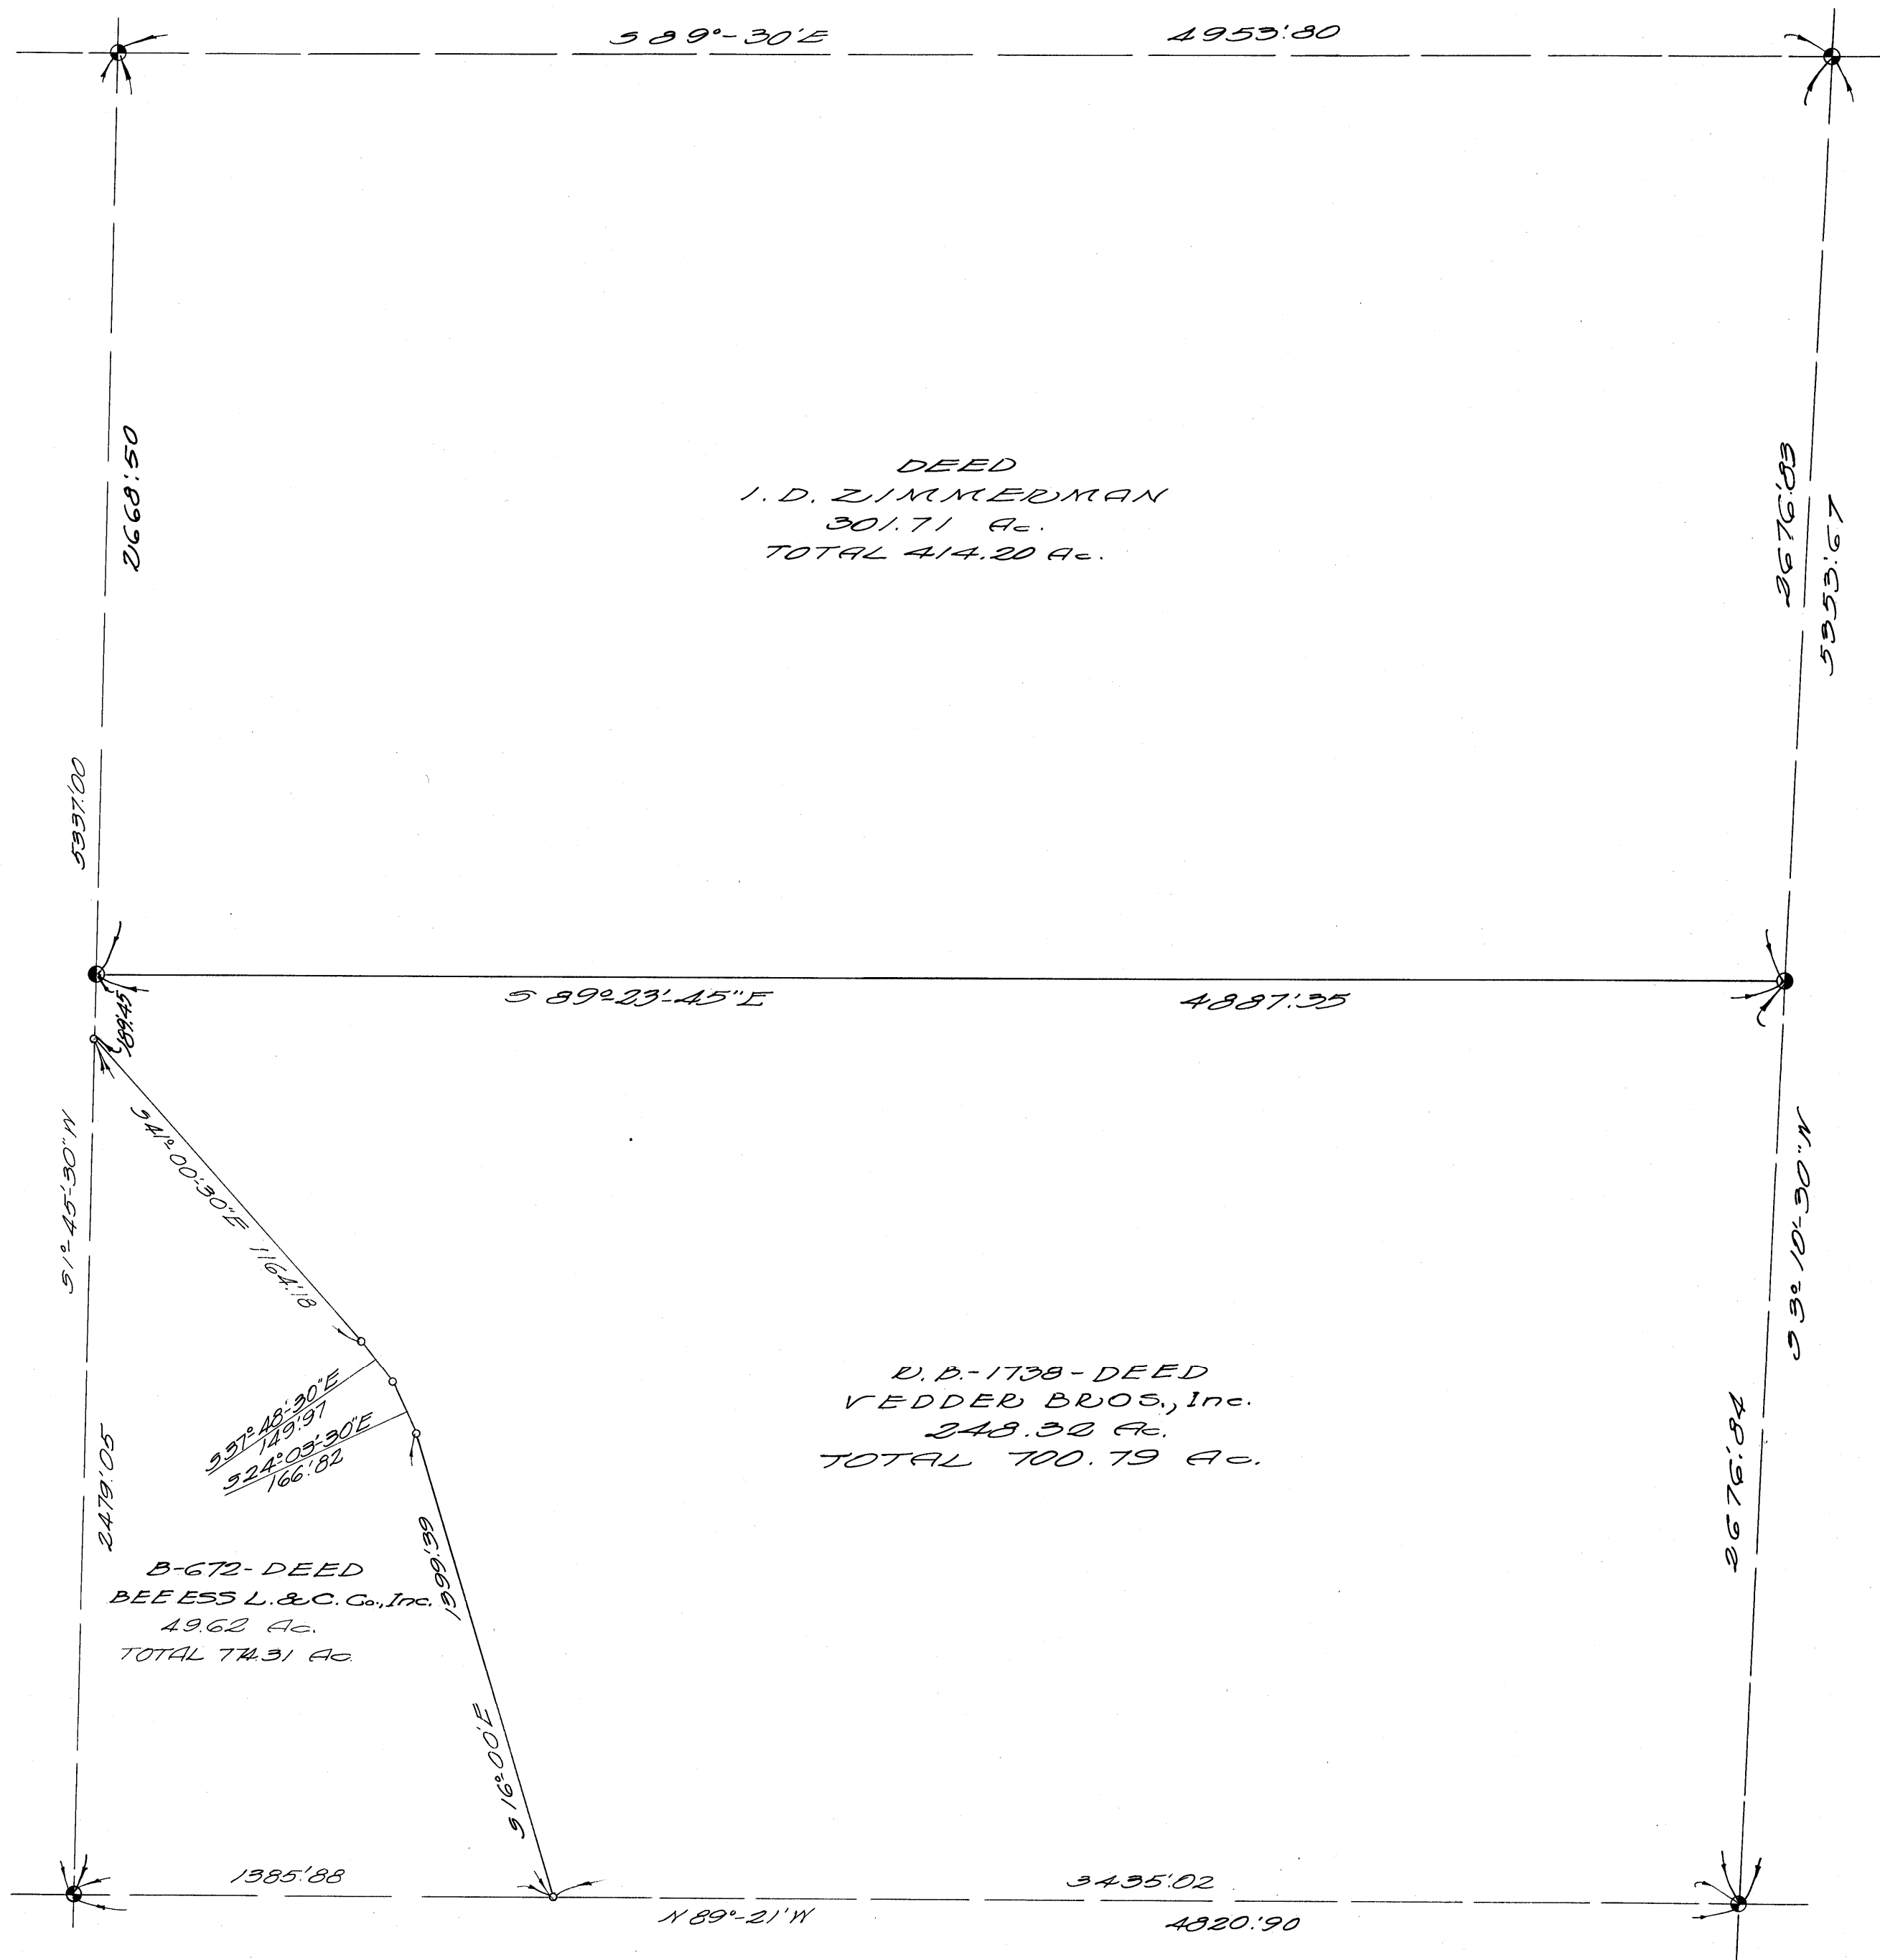 S 89°-30'E 4953.'80
2668.'50
2676.'83
5353.'67
DEED
I. D. ZIMMERMAN
301.71 Ac.
TOTAL 414.20 Ac.
5337.'00
S 89°-23'-45"E 4887.'35
189.'45
S 41°-00'-30"E 1164.'18
S 1°-45'-30"W
S 3°-10'-30"W
S 37°-48'-30"E
149.'97
S 24°-03'-30"E
166.'82
R. B.-1738-DEED
VEDDER BROS., Inc.
248.32 Ac.
TOTAL 700.79 Ac.
2479.'05
2676.'84
1399.'39
B-672-DEED
BEE ESS L. & C. Co., Inc.
49.62 Ac.
TOTAL 774.31 Ac.
S 16°-00'E
1385.'88
3435.'02
N 89°-21'W
4820.'90